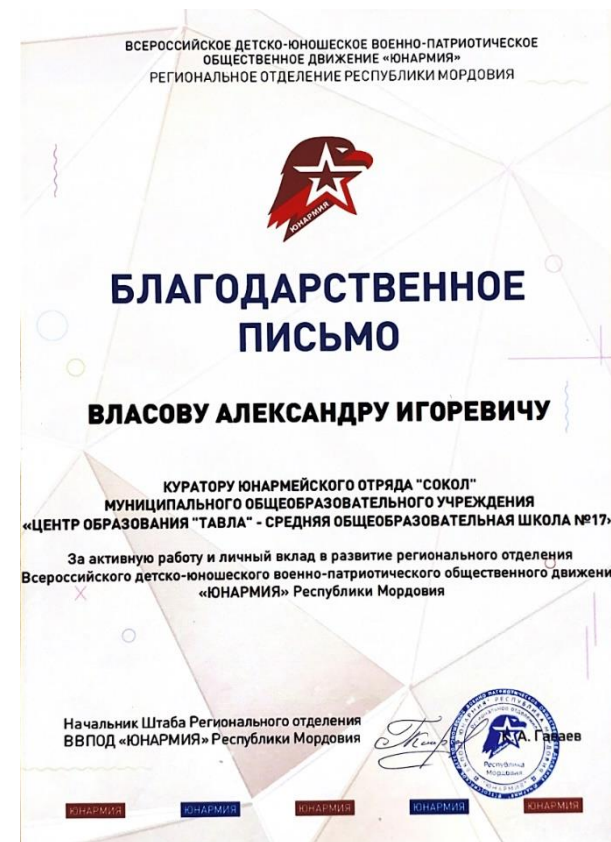 ВСЕРОССИЙСКОЕ ДЕТСКО-ЮНОШЕСКОЕ ВОЕННО-ПАТРИОТИЧЕСКОЕ
ОБЩЕСТВЕННОЕ ДВИЖЕНИЕ «ЮНАРМИЯ»
РЕГИОНАЛЬНОЕ ОТДЕЛЕНИЕ РЕСПУБЛИКИ МОРДОВИЯ
ЮНАРМИЯ
БЛАГОДАРСТВЕННОЕ
ПИСЬМО
ВЛАСОВУ АЛЕКСАНДРУ ИГОРЕВИЧУ
КУРАТОРУ ЮНАРМЕЙСКОГО ОТРЯДА "СОКОЛ"
МУНИЦИПАЛЬНОГО ОБЩЕОБРАЗОВАТЕЛЬНОГО УЧРЕЖДЕНИЯ
«ЦЕНТР ОБРАЗОВАНИЯ "ТАВЛА" - СРЕДНЯЯ ОБЩЕОБРАЗОВАТЕЛЬНАЯ ШКОЛА №17»
За активную работу и личный вклад в развитие регионального отделения
Всероссийского детско-юношеского военно-патриотического общественного движени
«ЮНАРМИЯ» Республики Мордовия
Начальник Штаба Регионального отделения
ВВПОД «ЮНАРМИЯ» Республики Мордовия
А. Гаваев
Республика
Мордовия
ЮНАРМИЯ ЮНАРМИЯ ЮНАРМИЯ ЮНАРМИЯ ЮНАРМИЯ